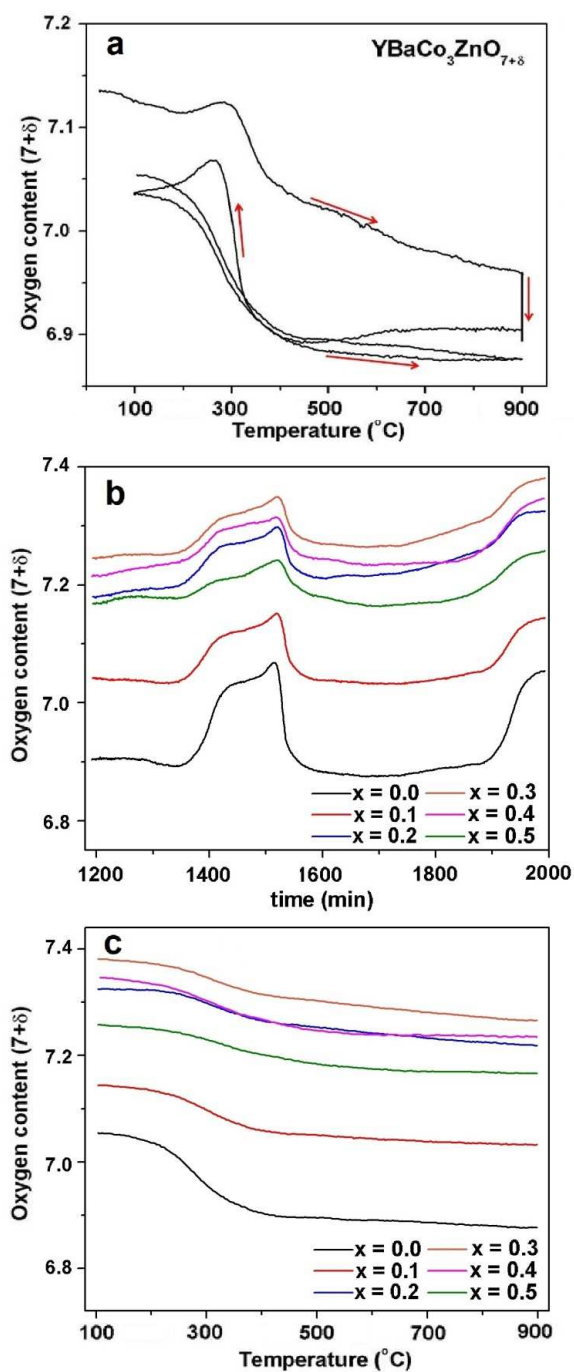 a
YBaCo₃ZnO₇₊δ
7.2
7.1
7.0
6.9
Oxygen content (7+δ)
100 300 500 700 900
Temperature (°C)
b
7.4
7.2
7.0
6.8
Oxygen content (7+δ)
x = 0.0 x = 0.3
x = 0.1 x = 0.4
x = 0.2 x = 0.5
1200 1400 1600 1800 2000
time (min)
c
7.4
7.2
7.0
6.8
Oxygen content (7+δ)
x = 0.0 x = 0.3
x = 0.1 x = 0.4
x = 0.2 x = 0.5
100 300 500 700 900
Temperature (°C)